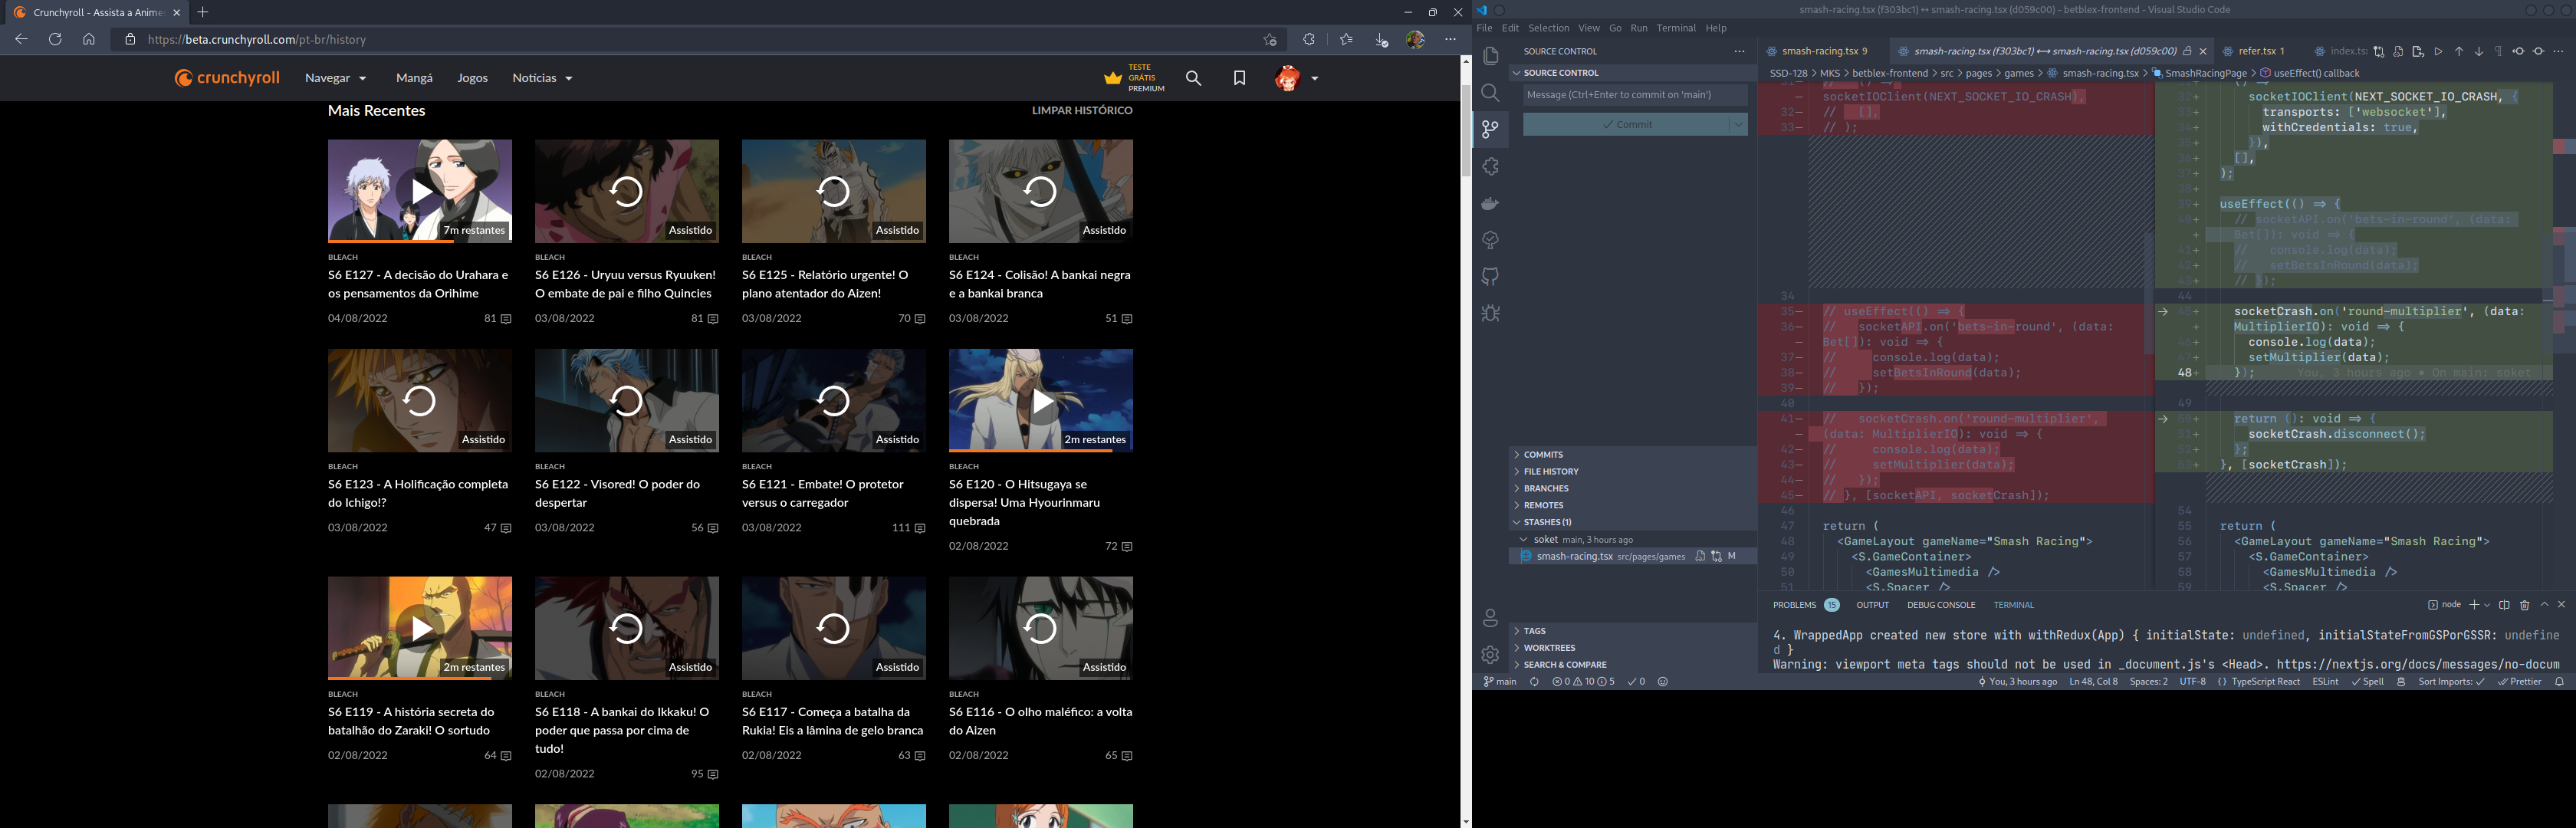 Crunchyroll - Assista a Anime
https://beta.crunchyroll.com/pt-br/history
crunchyroll
Navegar
Mangá
Jogos
Notícias
TESTE
GRÁTIS
PREMIUM
Mais Recentes
LIMPAR HISTÓRICO
7m restantes
Assistido
Assistido
Assistido
BLEACH
S6 E127 - A decisão do Urahara e
os pensamentos da Orihime
04/08/2022
81
BLEACH
S6 E126 - Uryuu versus Ryuuken!
O embate de pai e filho Quincies
03/08/2022
81
BLEACH
S6 E125 - Relatório urgente! O
plano atentador do Aizen!
03/08/2022
70
BLEACH
S6 E124 - Colisão! A bankai negra
e a bankai branca
03/08/2022
51
Assistido
Assistido
Assistido
2m restantes
BLEACH
S6 E123 - A Holificação completa
do Ichigo!?
03/08/2022
47
BLEACH
S6 E122 - Visored! O poder do
despertar
03/08/2022
56
BLEACH
S6 E121 - Embate! O protetor
versus o carregador
03/08/2022
111
BLEACH
S6 E120 - O Hitsugaya se
dispersa! Uma Hyourinmaru
quebrada
02/08/2022
72
2m restantes
Assistido
Assistido
Assistido
BLEACH
S6 E119 - A história secreta do
batalhão do Zaraki! O sortudo
02/08/2022
64
BLEACH
S6 E118 - A bankai do Ikkaku! O
poder que passa por cima de
tudo!
02/08/2022
95
BLEACH
S6 E117 - Começa a batalha da
Rukia! Eis a lâmina de gelo branca
02/08/2022
63
BLEACH
S6 E116 - O olho maléfico: a volta
do Aizen
02/08/2022
65
smash-racing.tsx (f303bc1) ↔ smash-racing.tsx (d059c00) - betblex-frontend - Visual Studio Code
File Edit Selection View Go Run Terminal Help
SOURCE CONTROL
SOURCE CONTROL
Message (Ctrl+Enter to commit on 'main')
Commit
COMMITS
FILE HISTORY
BRANCHES
REMOTES
STASHES (1)
soket main, 3 hours ago
smash-racing.tsx src/pages/games M
TAGS
WORKTREES
SEARCH & COMPARE
smash-racing.tsx 9
smash-racing.tsx (f303bc1) ↔ smash-racing.tsx (d059c00)
refer.tsx 1
index.ts
SSD-128 > MKS > betblex-frontend > src > pages > games > smash-racing.tsx > SmashRacingPage > useEffect() callback
socketIOClient(NEXT_SOCKET_IO_CRASH),
32− //   [],
33− // );
34
35− // useEffect(() => {
36− //   socketAPI.on('bets-in-round', (data:
− Bet[]): void => {
37− //     console.log(data);
38− //     setBetsInRound(data);
39− //   });
40
41− //   socketCrash.on('round-multiplier',
− (data: MultiplierIO): void => {
42− //     console.log(data);
43− //     setMultiplier(data);
44− //   });
45− // }, [socketAPI, socketCrash]);
46
47 return (
48 <GameLayout gameName="Smash Racing">
49 <S.GameContainer>
50 <GamesMultimedia />
51 <S.Spacer />
() =>
socketIOClient(NEXT_SOCKET_IO_CRASH, {
transports: ['websocket'],
withCredentials: true,
35+ }),
36+ [],
37+ );
38
39+ useEffect(() => {
40+ // socketAPI.on('bets-in-round', (data:
+ Bet[]): void => {
41+ //   console.log(data);
42+ //   setBetsInRound(data);
43+ // });
44
45+ socketCrash.on('round-multiplier', (data:
+ MultiplierIO): void => {
46+ console.log(data);
47+ setMultiplier(data);
48+ }); You, 3 hours ago • On main: soket
49
50+ return (): void => {
51+ socketCrash.disconnect();
52+ };
53+ }, [socketCrash]);
54
55 return (
56 <GameLayout gameName="Smash Racing">
57 <S.GameContainer>
58 <GamesMultimedia />
59 <S.Spacer />
PROBLEMS 15 OUTPUT DEBUG CONSOLE TERMINAL
node
4. WrappedApp created new store with withRedux(App) { initialState: undefined, initialStateFromGSPorGSSR: undefine
d }
Warning: viewport meta tags should not be used in _document.js's <Head>. https://nextjs.org/docs/messages/no-docum
main 0 10 5 0 You, 3 hours ago Ln 48, Col 8 Spaces: 2 UTF-8 {} TypeScript React ESLint Spell Sort Imports: Prettier